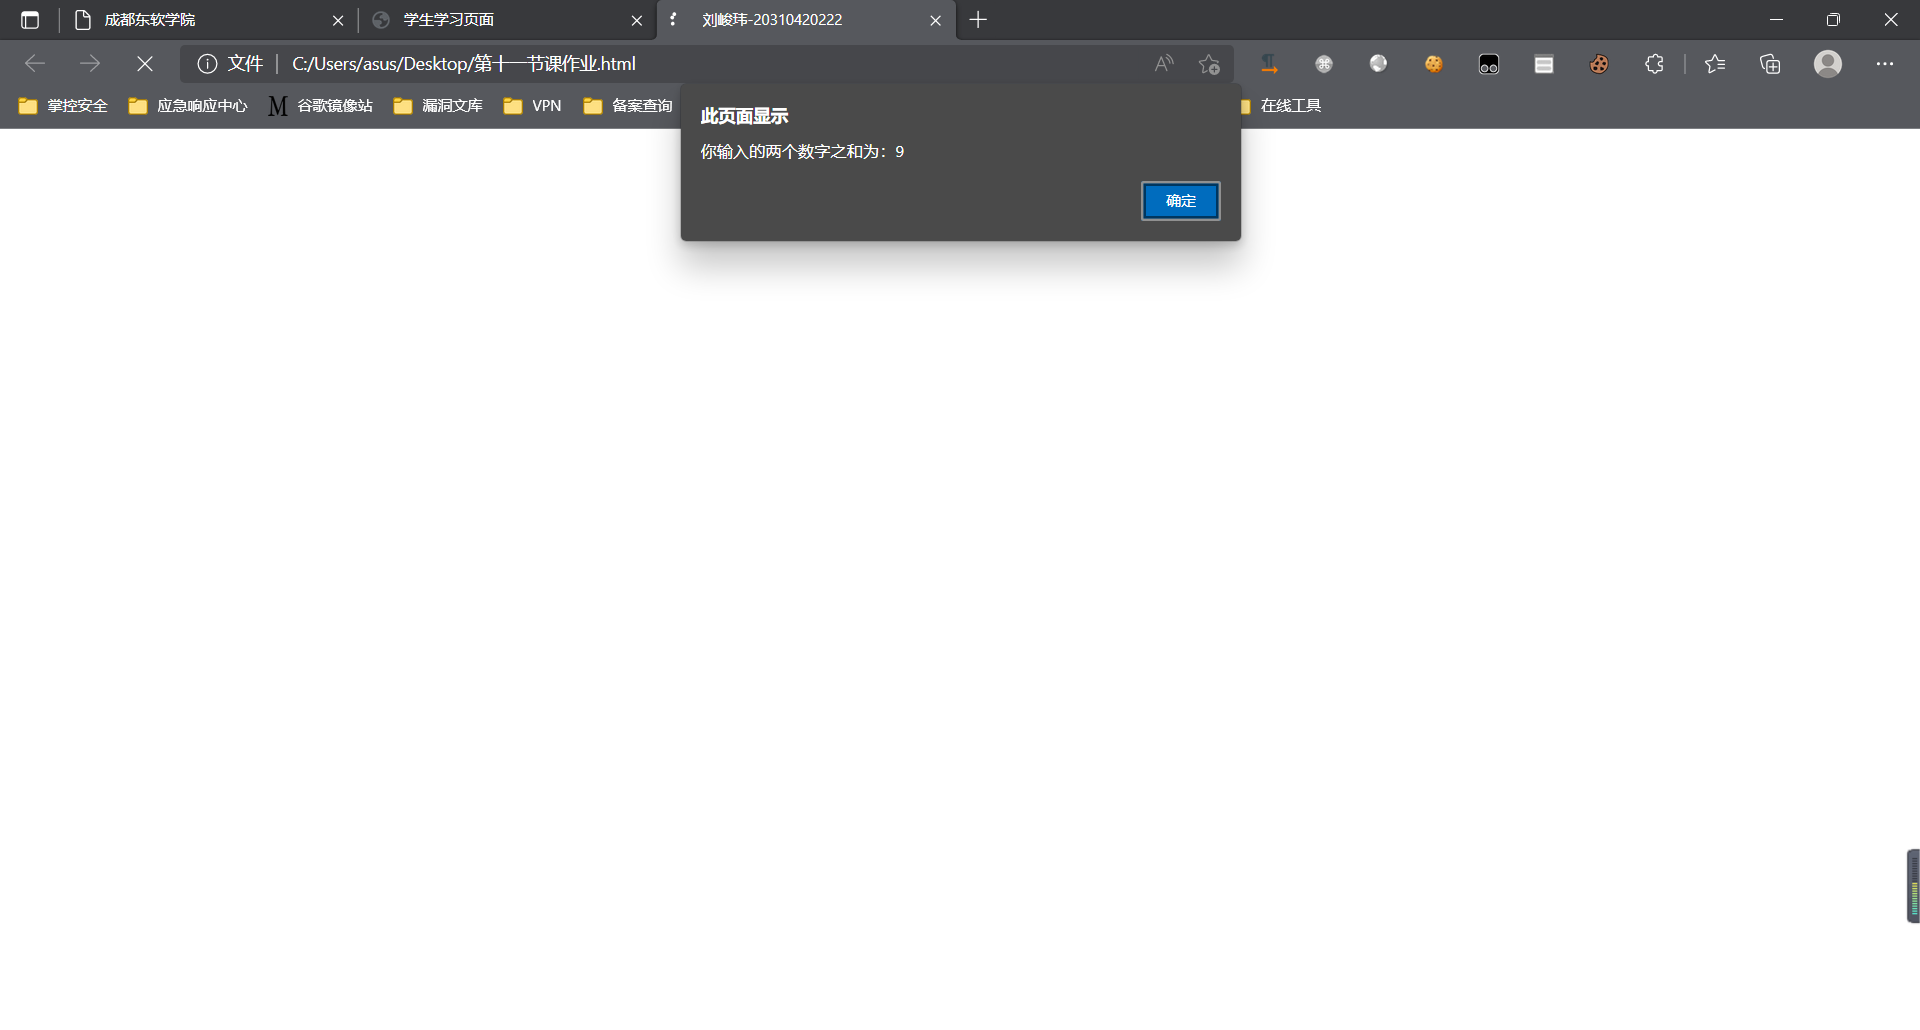 成都东软学院
学生学习页面
刘峻玮-20310420222
文件
C:/Users/asus/Desktop/第十一节课作业.html
掌控安全
应急响应中心
M 谷歌镜像站
漏洞文库
VPN
备案查询
在线工具
此页面显示
你输入的两个数字之和为：9
确定